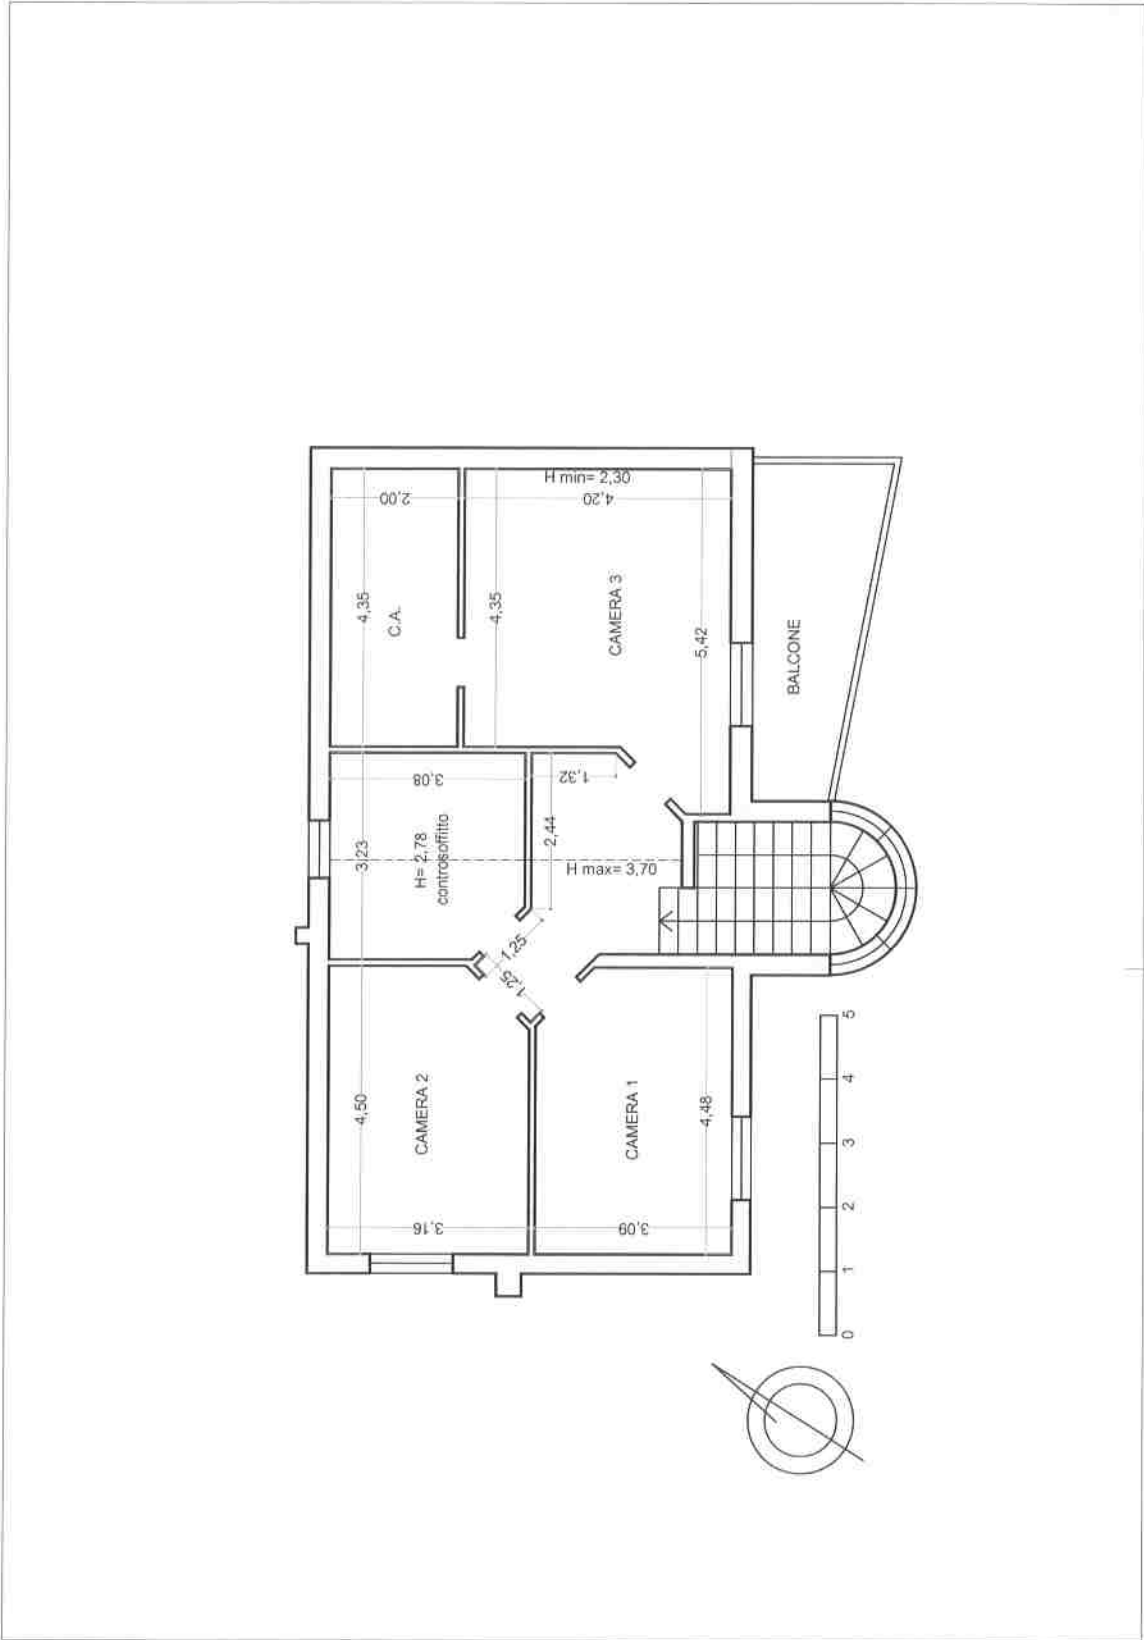 H min= 2,30
2,00
4,20
4,35
C.A.
4,35
CAMERA 3
5,42
BALCONE
3,08
1,32
3,23
H= 2,78
controsoffitto
2,44
H max= 3,70
1,25
1,25
4,50
CAMERA 2
CAMERA 1
4,48
3,16
3,09
0 1 2 3 4 5